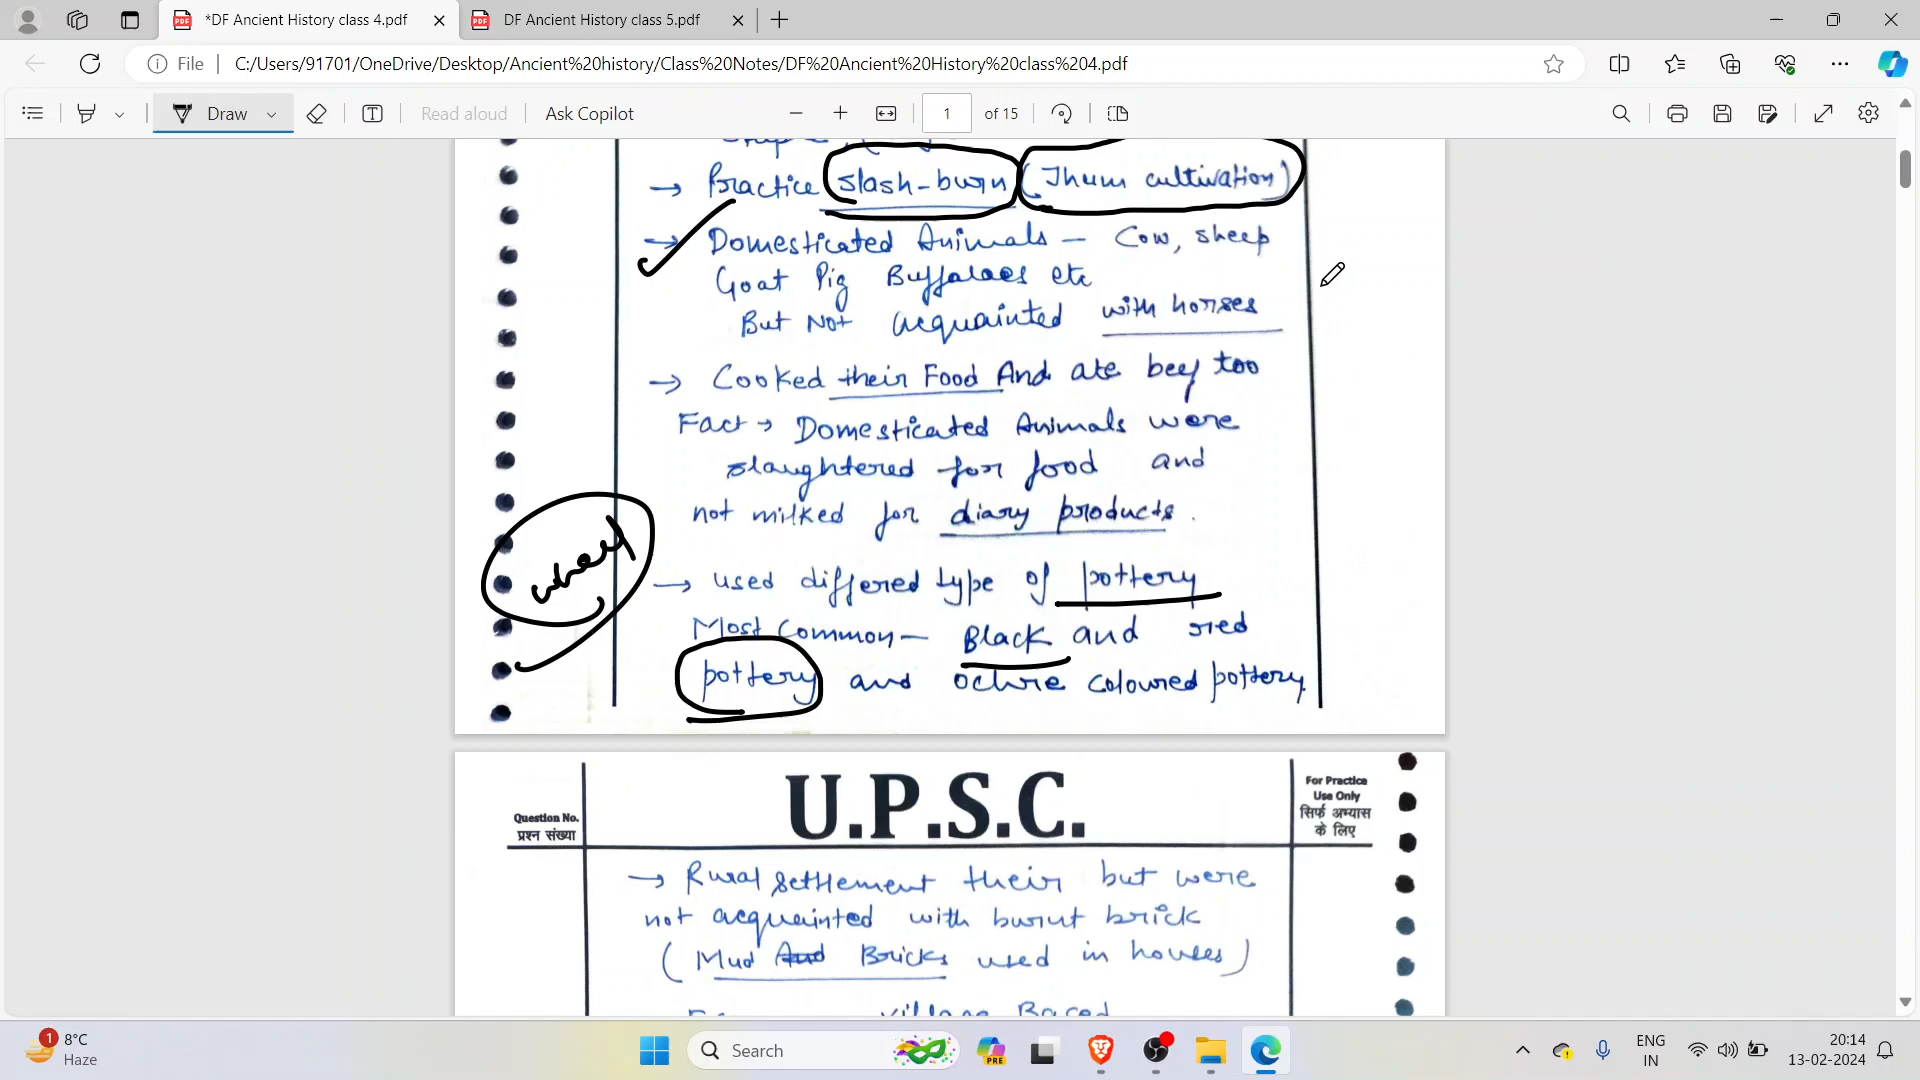 *DF Ancient History class 4.pdf
DF Ancient History class 5.pdf
File
C:/Users/91701/OneDrive/Desktop/Ancient%20history/Class%20Notes/DF%20Ancient%20History%20class%204.pdf
Draw
Read aloud
Ask Copilot
1 of 15
→ Practice slash-burn (Jhum cultivation)
→ Domesticated Animals – Cow, sheep
Goat Pig Buffaloes etc
But Not acquainted with horses
→ Cooked their Food And ate beef too
Fact → Domesticated Animals were
slaughtered for food and
not milked for diary products.
wheel
→ used differed type of pottery
Most Common – Black and red
pottery and ochre coloured pottery.
Question No.
प्रश्न संख्या
U.P.S.C.
For Practice
Use Only
सिर्फ अभ्यास
के लिए
→ Rural settlement their but were
not acquainted with burnt brick
(Mud And Bricks used in houses)
village Based
1
8°C
Haze
Search
PRE
ENG
IN
20:14
13-02-2024